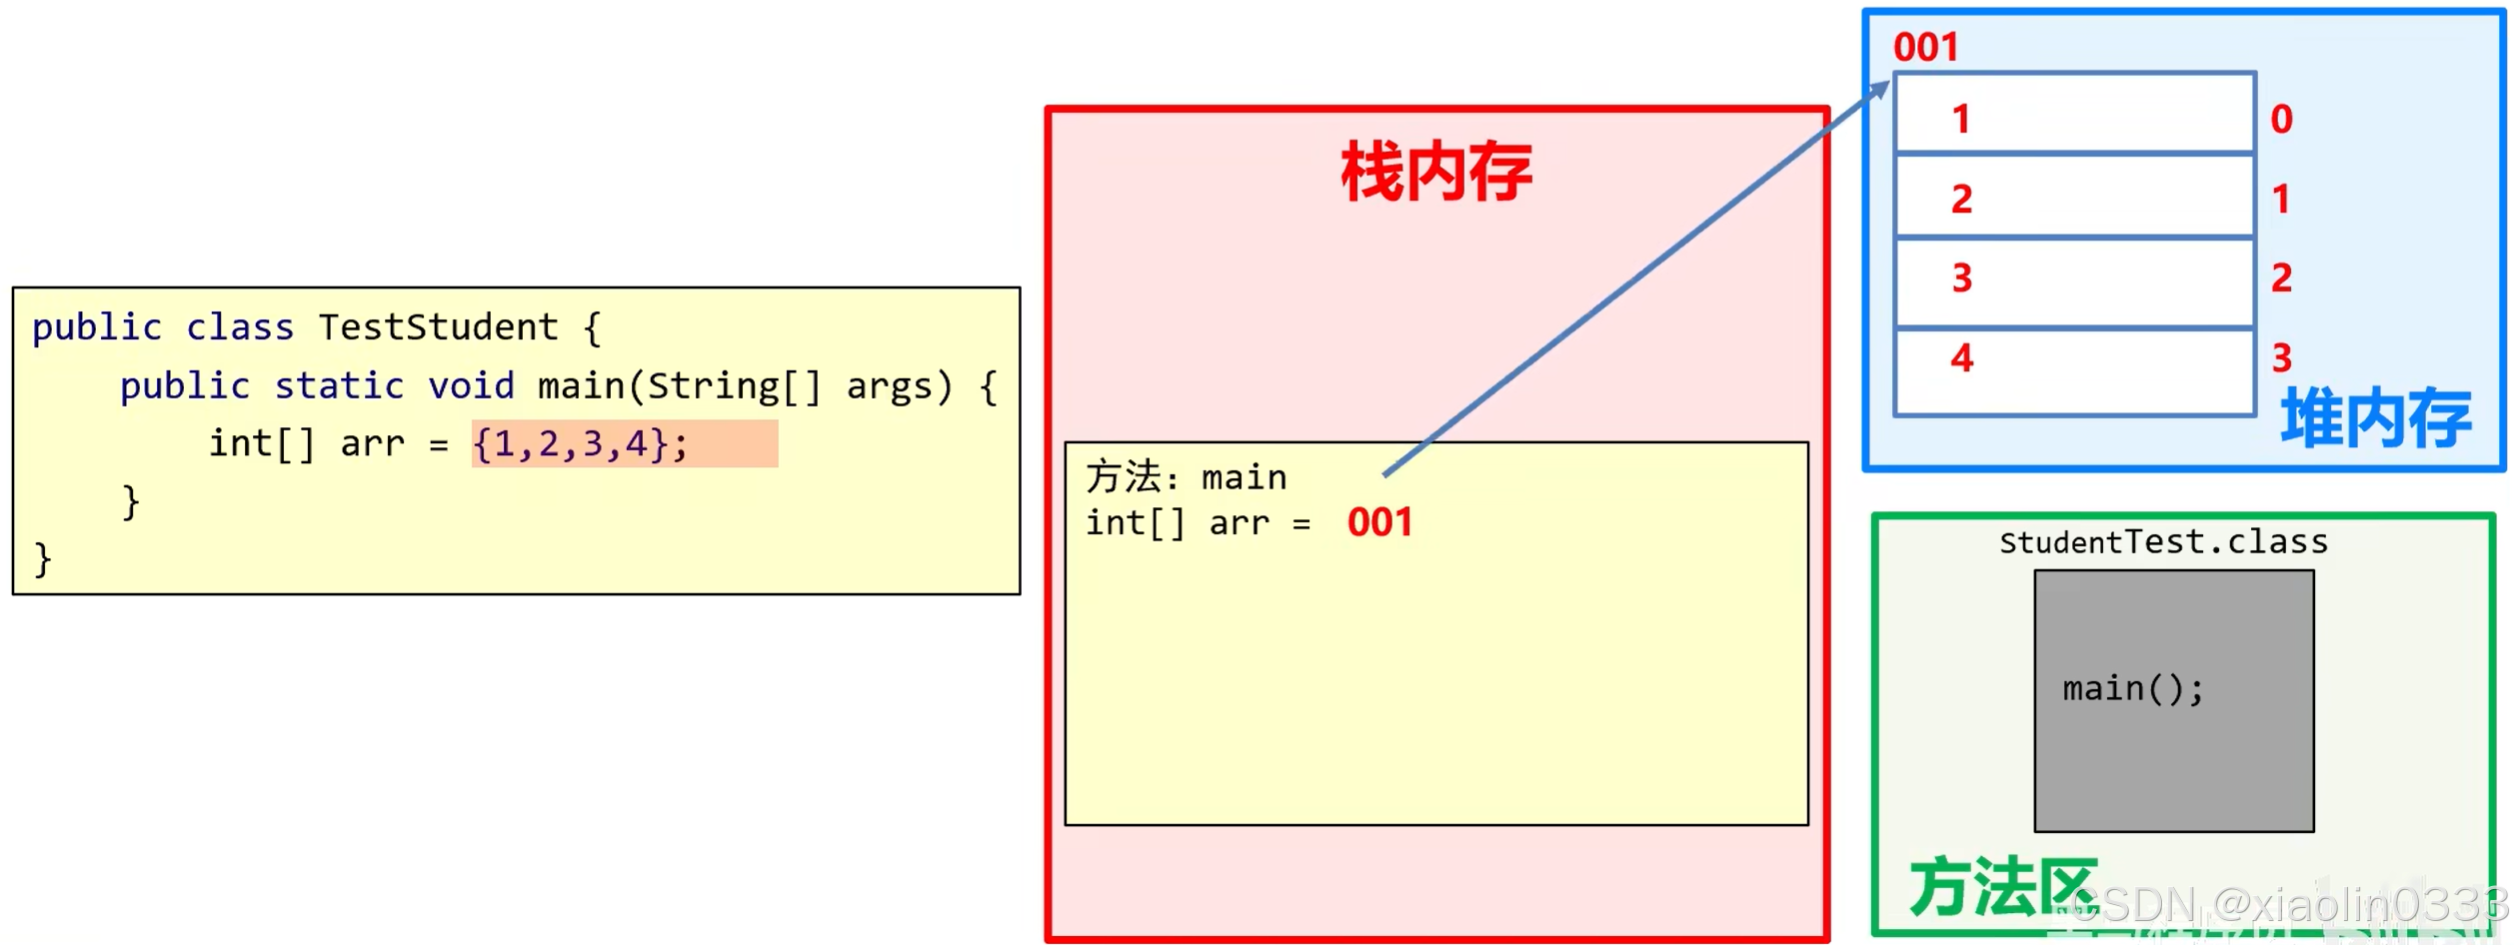 public class TestStudent {
public static void main(String[] args) {
int[] arr = {1,2,3,4};
}
}
栈内存
方法: main
int[] arr = 001
001
1 0
2 1
3 2
4 3
堆内存
StudentTest.class
main();
方法区
CSDN @xiaolin0333